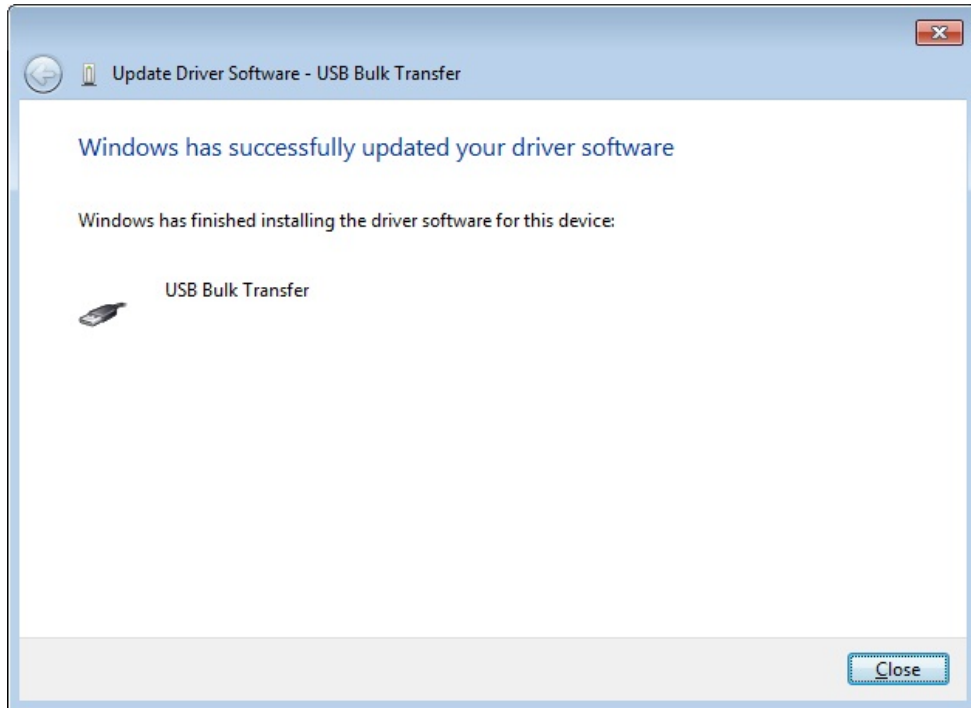 Update Driver Software - USB Bulk Transfer
Windows has successfully updated your driver software
Windows has finished installing the driver software for this device:
USB Bulk Transfer
Close